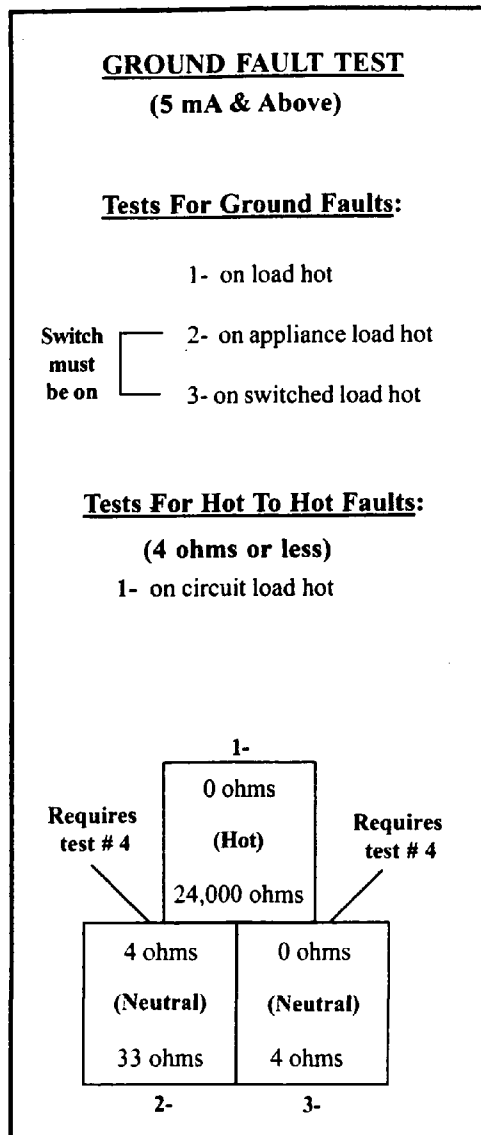 GROUND FAULT TEST
(5 mA & Above)
Tests For Ground Faults:
1- on load hot
Switch must be on
2- on appliance load hot
3- on switched load hot
Tests For Hot To Hot Faults:
(4 ohms or less)
1- on circuit load hot
1-
0 ohms
(Hot)
24,000 ohms
Requires
test # 4
Requires
test # 4
4 ohms
(Neutral)
33 ohms
0 ohms
(Neutral)
4 ohms
2-
3-